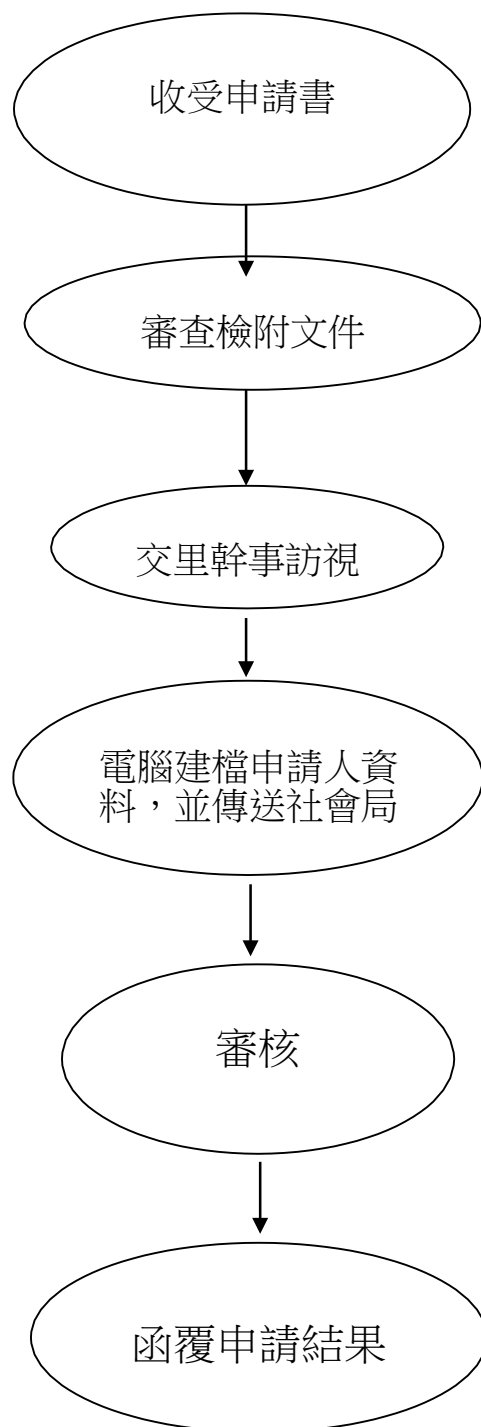 收受申請書
審查檢附文件
交里幹事訪視
電腦建檔申請人資
料，並傳送社會局
審核
函覆申請結果